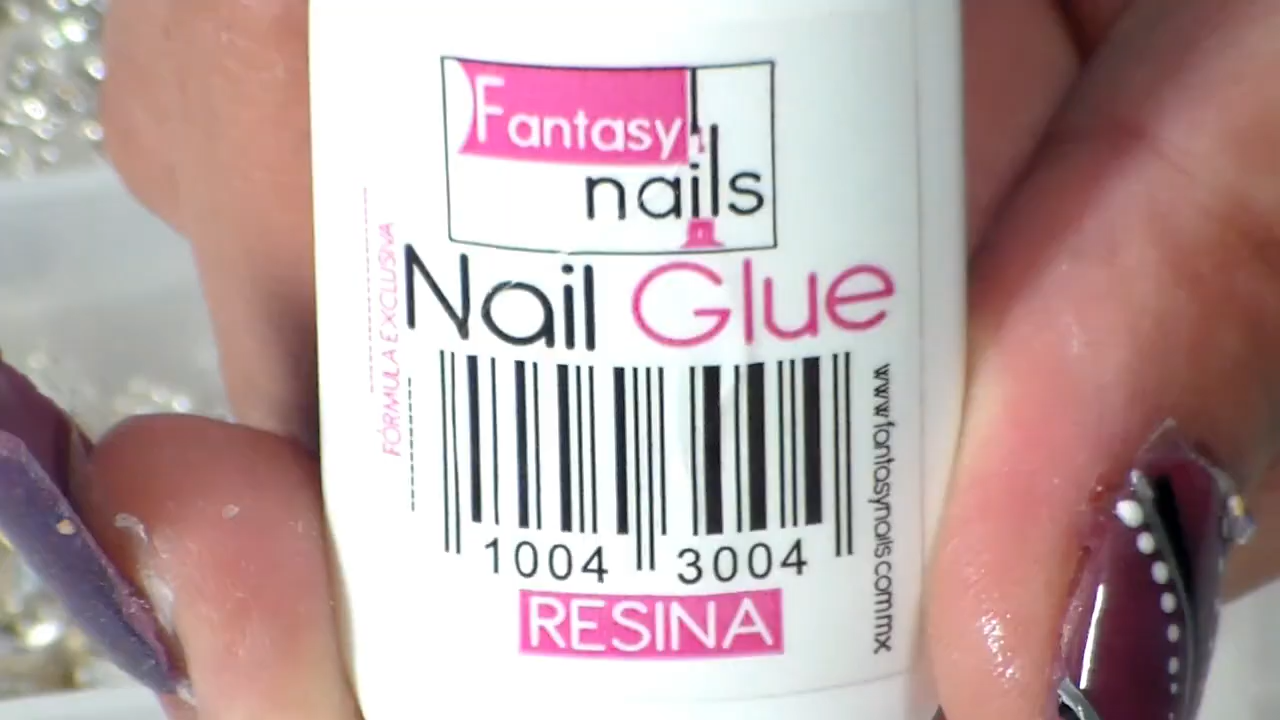 Fantasy
nails
Nail Glue
FÓRMULA EXCLUSIVA
1004 3004
www.fantasynails.com.mx
RESINA